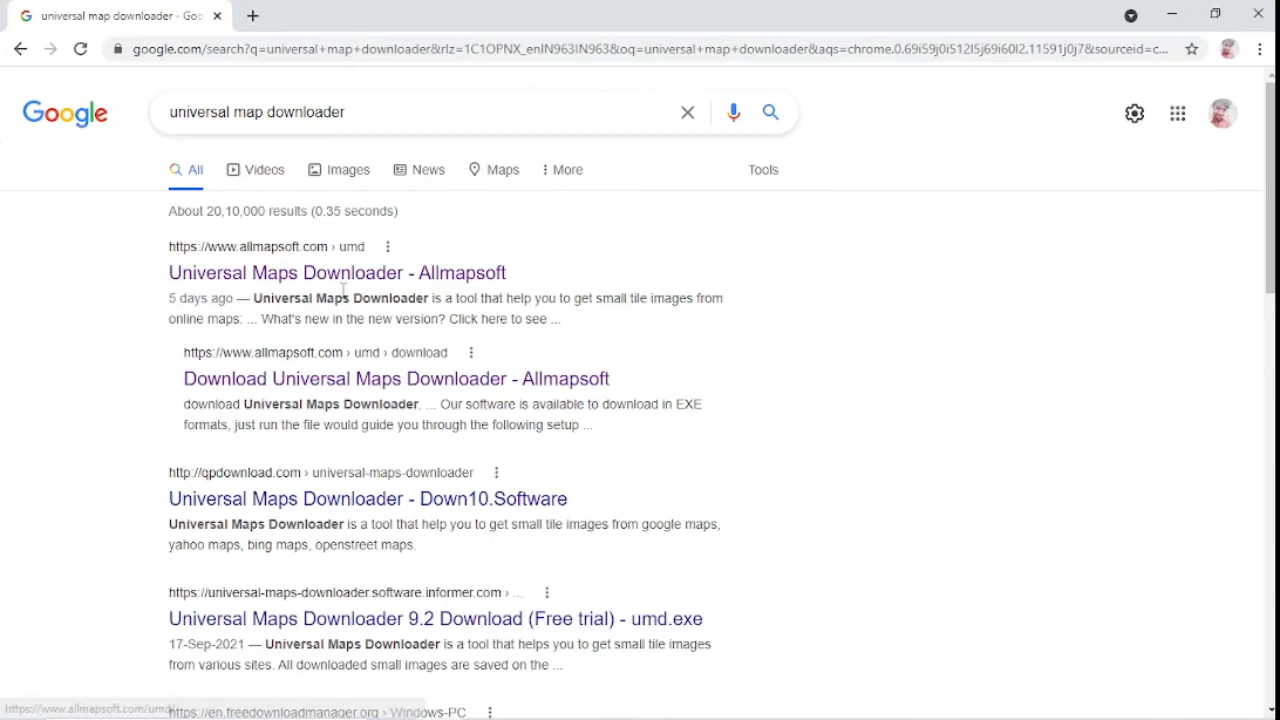 universal map downloader - Goo
google.com/search?q=universal+map+downloader&rlz=1C1OPNX_enIN963IN963&oq=universal+map+downloader&aqs=chrome.0.69i59j0i512l5j69i60l2.11591j0j7&sourceid=c...
Google
universal map downloader
All Videos Images News Maps More Tools
About 20,10,000 results (0.35 seconds)
https://www.allmapsoft.com › umd
Universal Maps Downloader - Allmapsoft
5 days ago — Universal Maps Downloader is a tool that help you to get small tile images from
online maps: ... What's new in the new version? Click here to see ...
https://www.allmapsoft.com › umd › download
Download Universal Maps Downloader - Allmapsoft
download Universal Maps Downloader. ... Our software is available to download in EXE
formats, just run the file would guide you through the following setup ...
http://qpdownload.com › universal-maps-downloader
Universal Maps Downloader - Down10.Software
Universal Maps Downloader is a tool that help you to get small tile images from google maps,
yahoo maps, bing maps, openstreet maps.
https://universal-maps-downloader.software.informer.com › ...
Universal Maps Downloader 9.2 Download (Free trial) - umd.exe
17-Sep-2021 — Universal Maps Downloader is a tool that helps you to get small tile images
from various sites. All downloaded small images are saved on the ...
https://www.allmapsoft.com/umd/
https://en.freedownloadmanager.org › Windows-PC